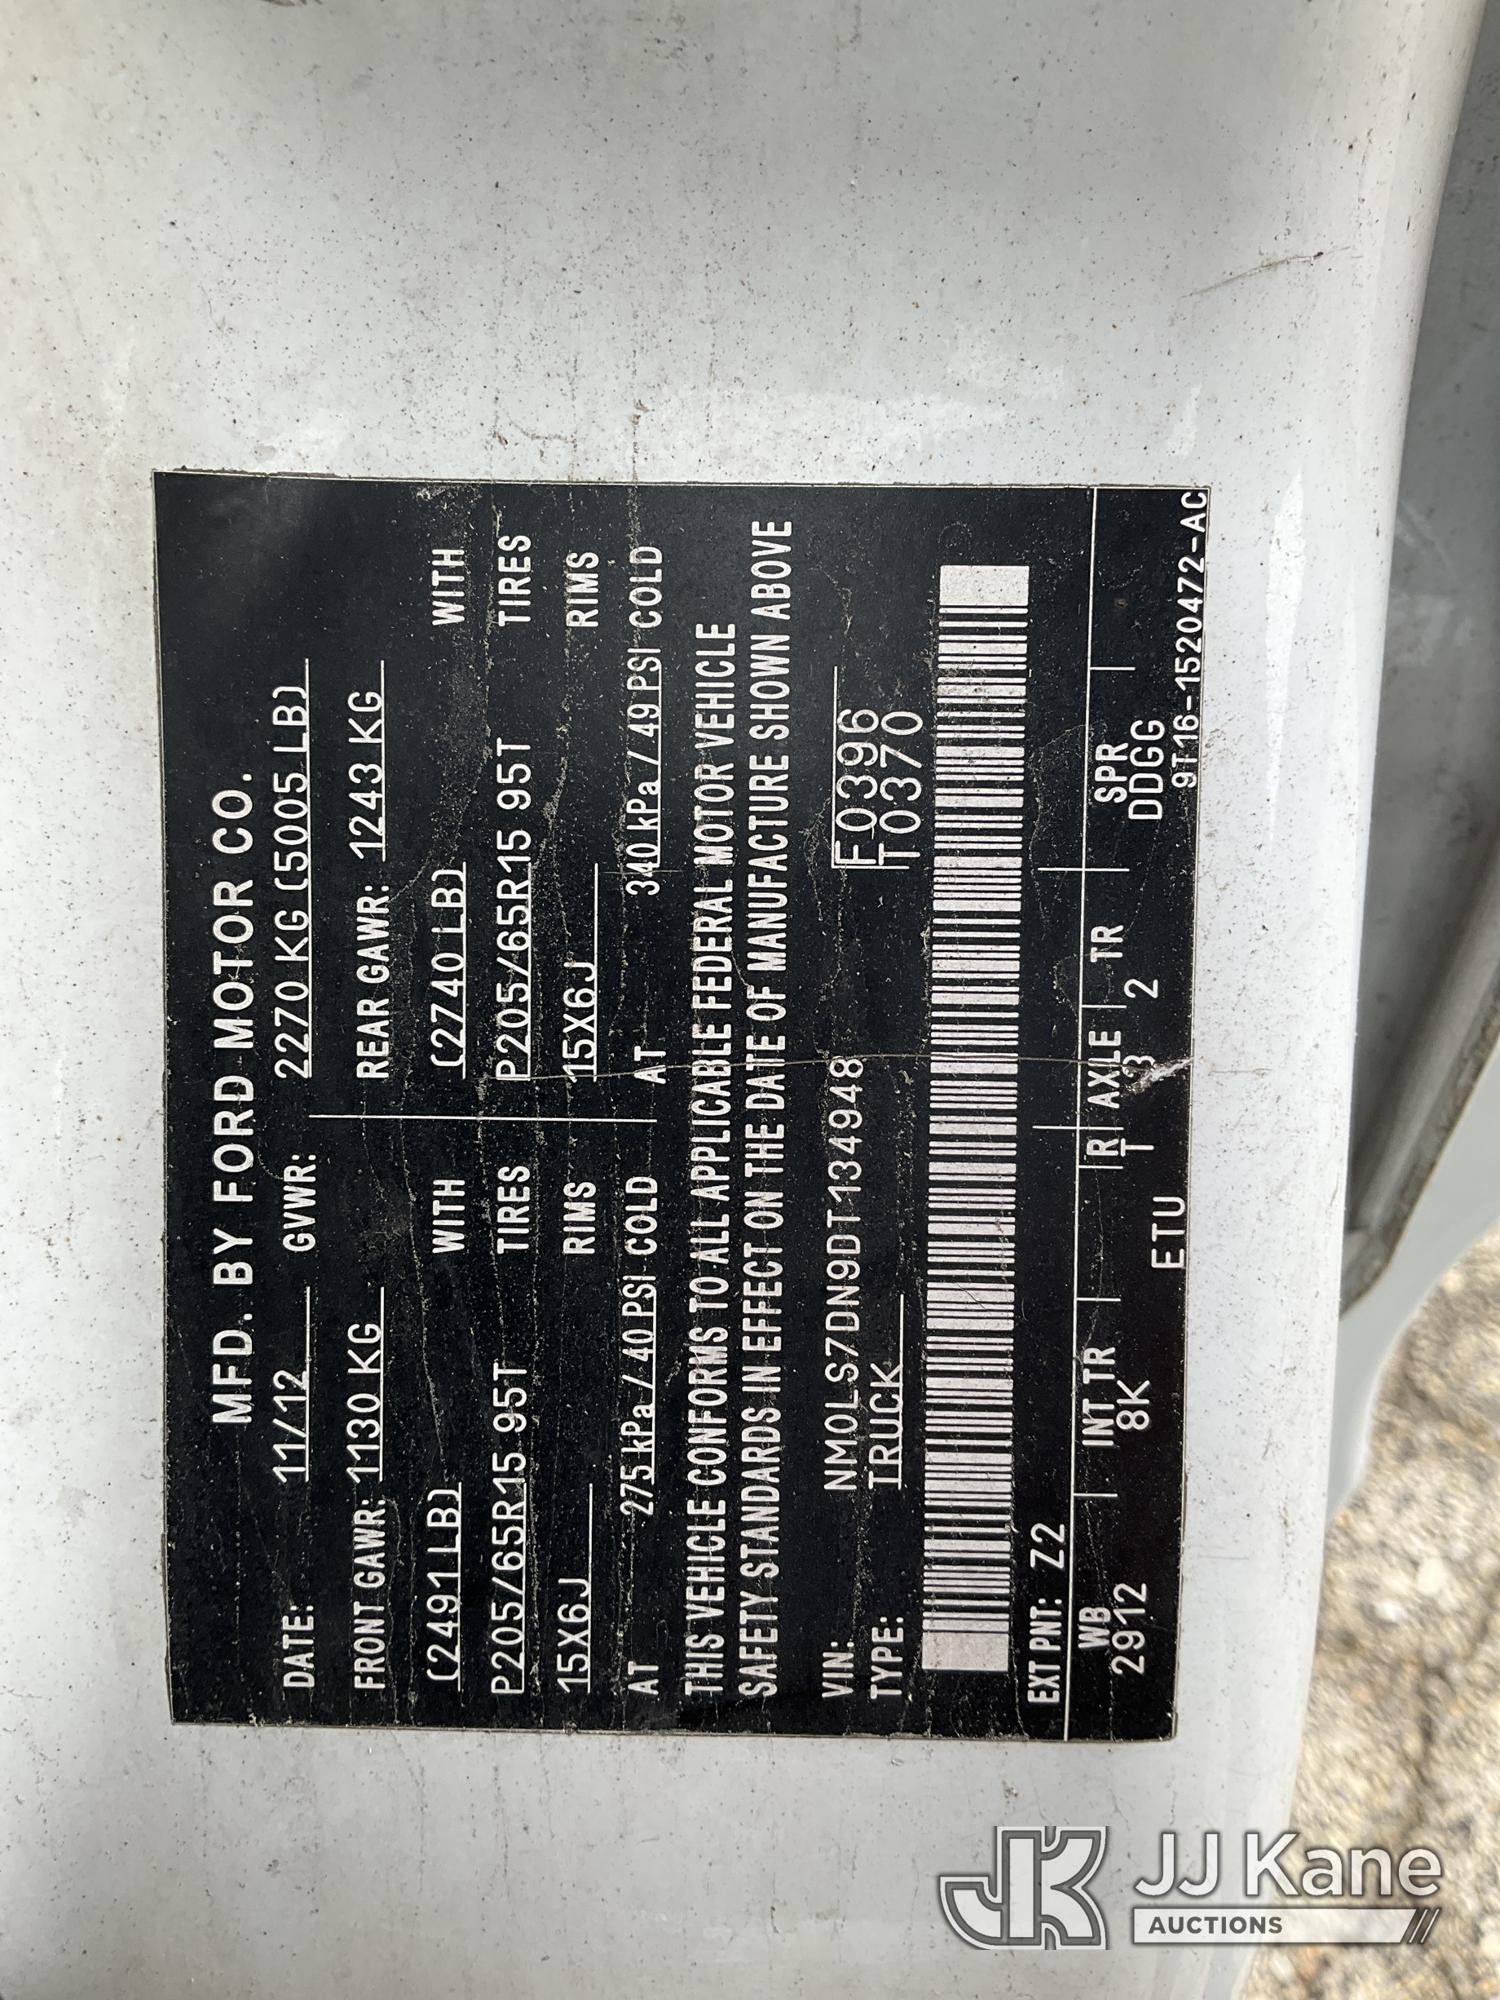 MFD. BY FORD MOTOR CO.
DATE: 11/12 GVWR: 2270 KG (5005 LB)
FRONT GAWR: 1130 KG REAR GAWR: 1243 KG
(2491 LB) WITH (2740 LB) WITH
P205/65R15 95T TIRES P205/65R15 95T TIRES
15X6J RIMS 15X6J RIMS
AT 275 kPa / 40 PSI COLD AT 340 kPa / 49 PSI COLD
THIS VEHICLE CONFORMS TO ALL APPLICABLE FEDERAL MOTOR VEHICLE
SAFETY STANDARDS IN EFFECT ON THE DATE OF MANUFACTURE SHOWN ABOVE
VIN: NM0LS7DN9DT134948 F0396
TYPE: TRUCK T0370
EXT PNT: Z2
WB INT TR R AXLE TR SPR
2912 8K T 33 2 DDGG
ETU 9T16-1520472-AC
JK JJ Kane
AUCTIONS